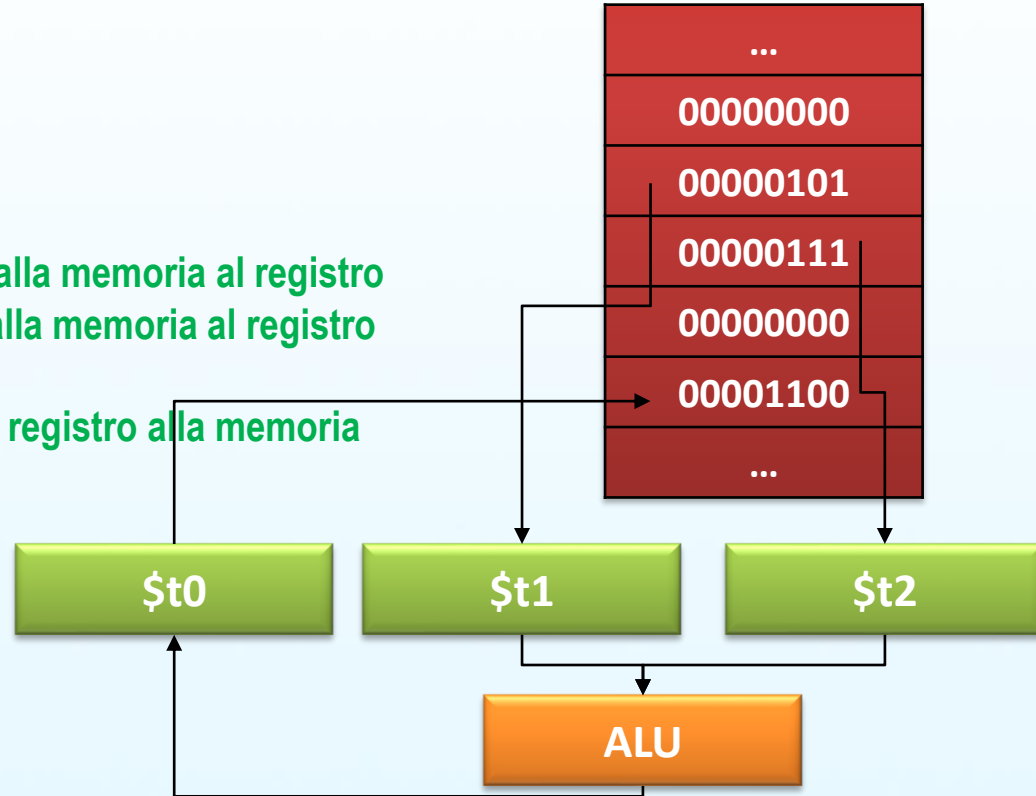 ...
00000000
00000101
00000111
00000000
00001100
...
alla memoria al registro
alla memoria al registro
registro alla memoria
$t0
$t1
$t2
ALU